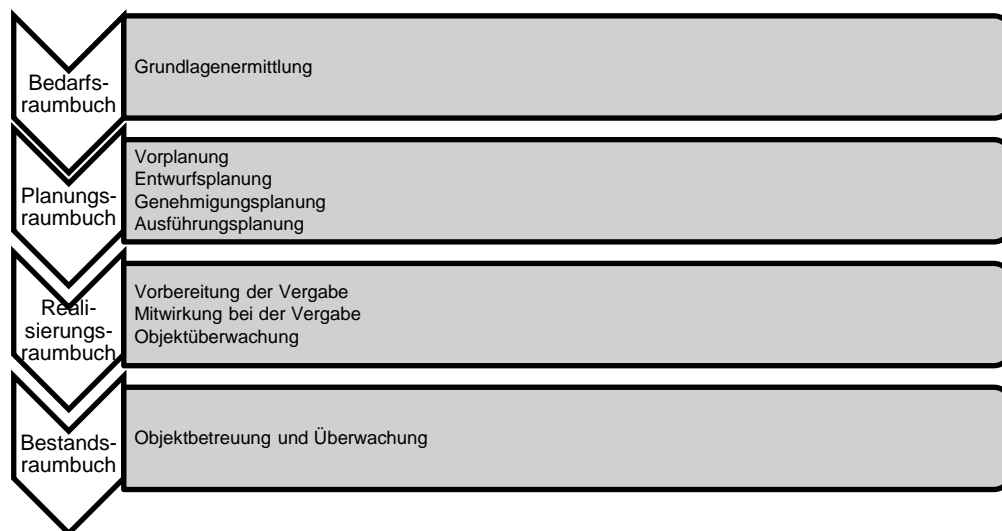 Bedarfs-
raumbuch
Grundlagenermittlung
Planungs-
raumbuch
Vorplanung
Entwurfsplanung
Genehmigungsplanung
Ausführungsplanung
Reali-
sierungs-
raumbuch
Vorbereitung der Vergabe
Mitwirkung bei der Vergabe
Objektüberwachung
Bestands-
raumbuch
Objektbetreuung und Überwachung